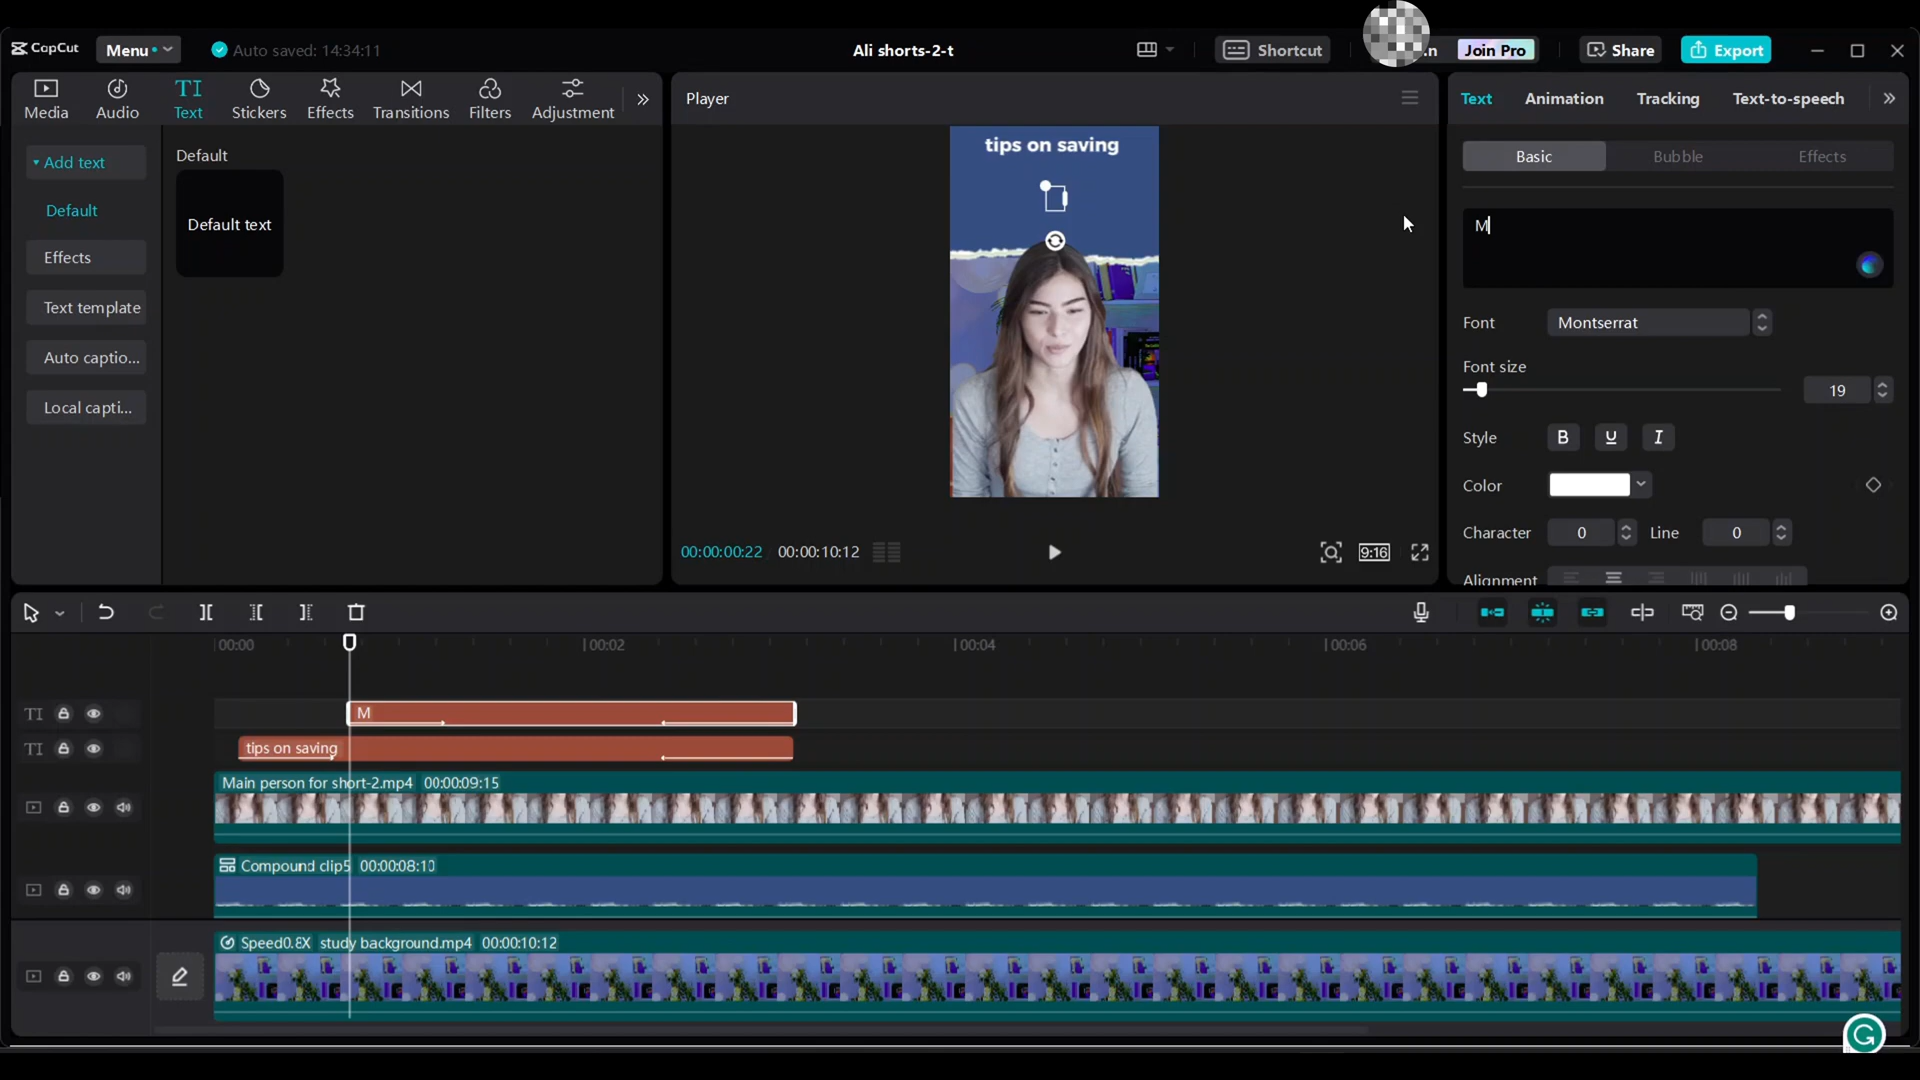 CapCut
Menu
Auto saved: 14:34:11
Ali shorts-2-t
Shortcut
Join Pro
Share
Export
Media
Audio
TI
Text
Stickers
Effects
Transitions
Filters
Adjustment
Add text
Default
Effects
Text template
Auto captio...
Local capti...
Default
Default text
Player
tips on saving
00:00:00:22
00:00:10:12
9:16
Text
Animation
Tracking
Text-to-speech
Basic
Bubble
Effects
M
Font
Montserrat
Font size
19
Style
B
U
I
Color
Character
0
Line
0
Alignment
00:00
00:02
00:04
00:06
00:08
TI
M
TI
tips on saving
Main person for short-2.mp4 00:00:09:15
Compound clip5 00:00:08:10
Speed0.8X study background.mp4 00:00:10:12
G